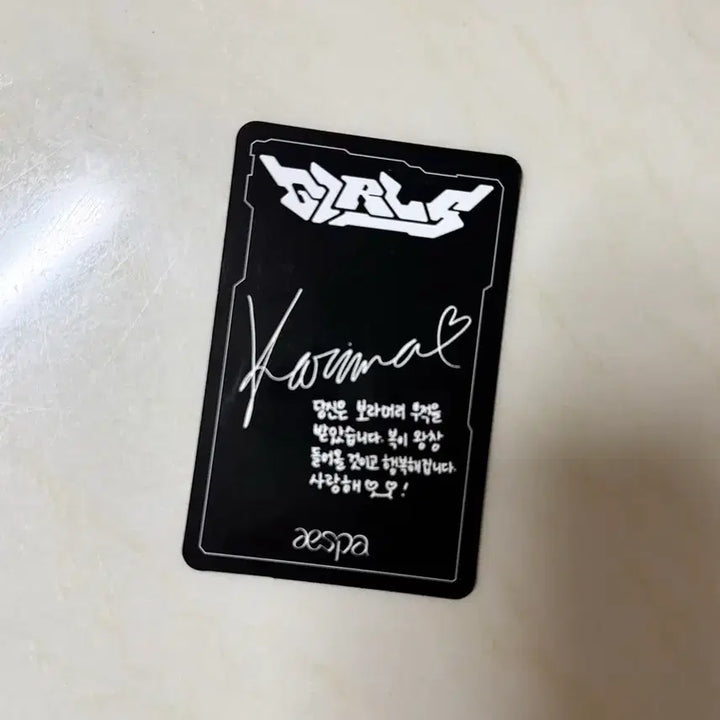 GIRLS
Karina♡
당신은 보라머리 우적을
받았습니다. 복이 왕창
들어올 것이고 행복해집니다.
사랑해 ♡♡!
aespa